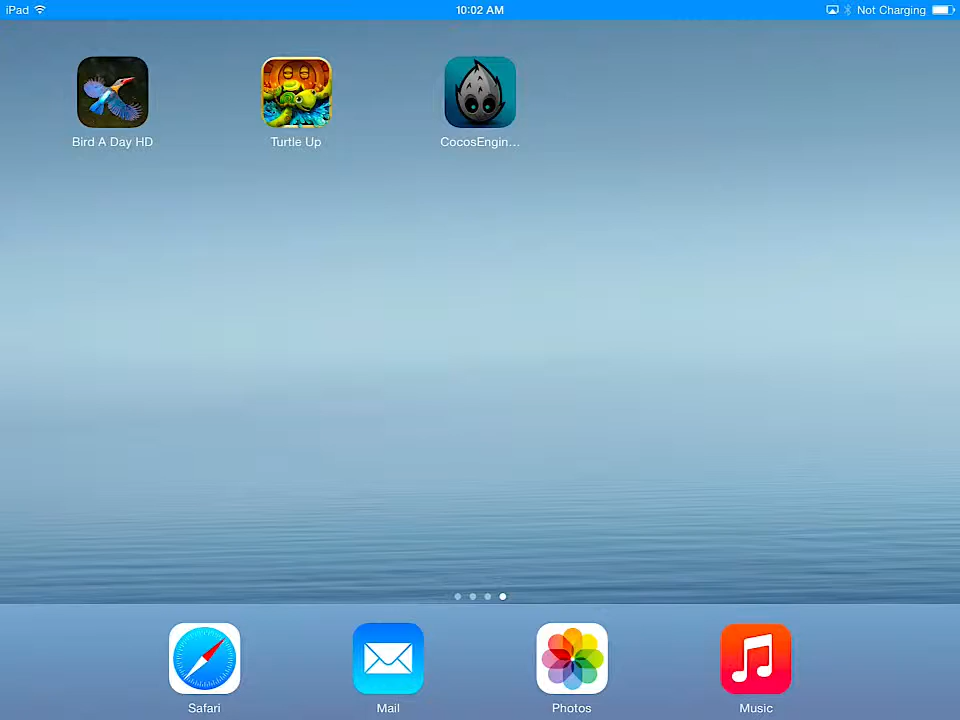 iPad 10:02 AM Not Charging
Bird A Day HD Turtle Up CocosEngin...
Safari Mail Photos Music